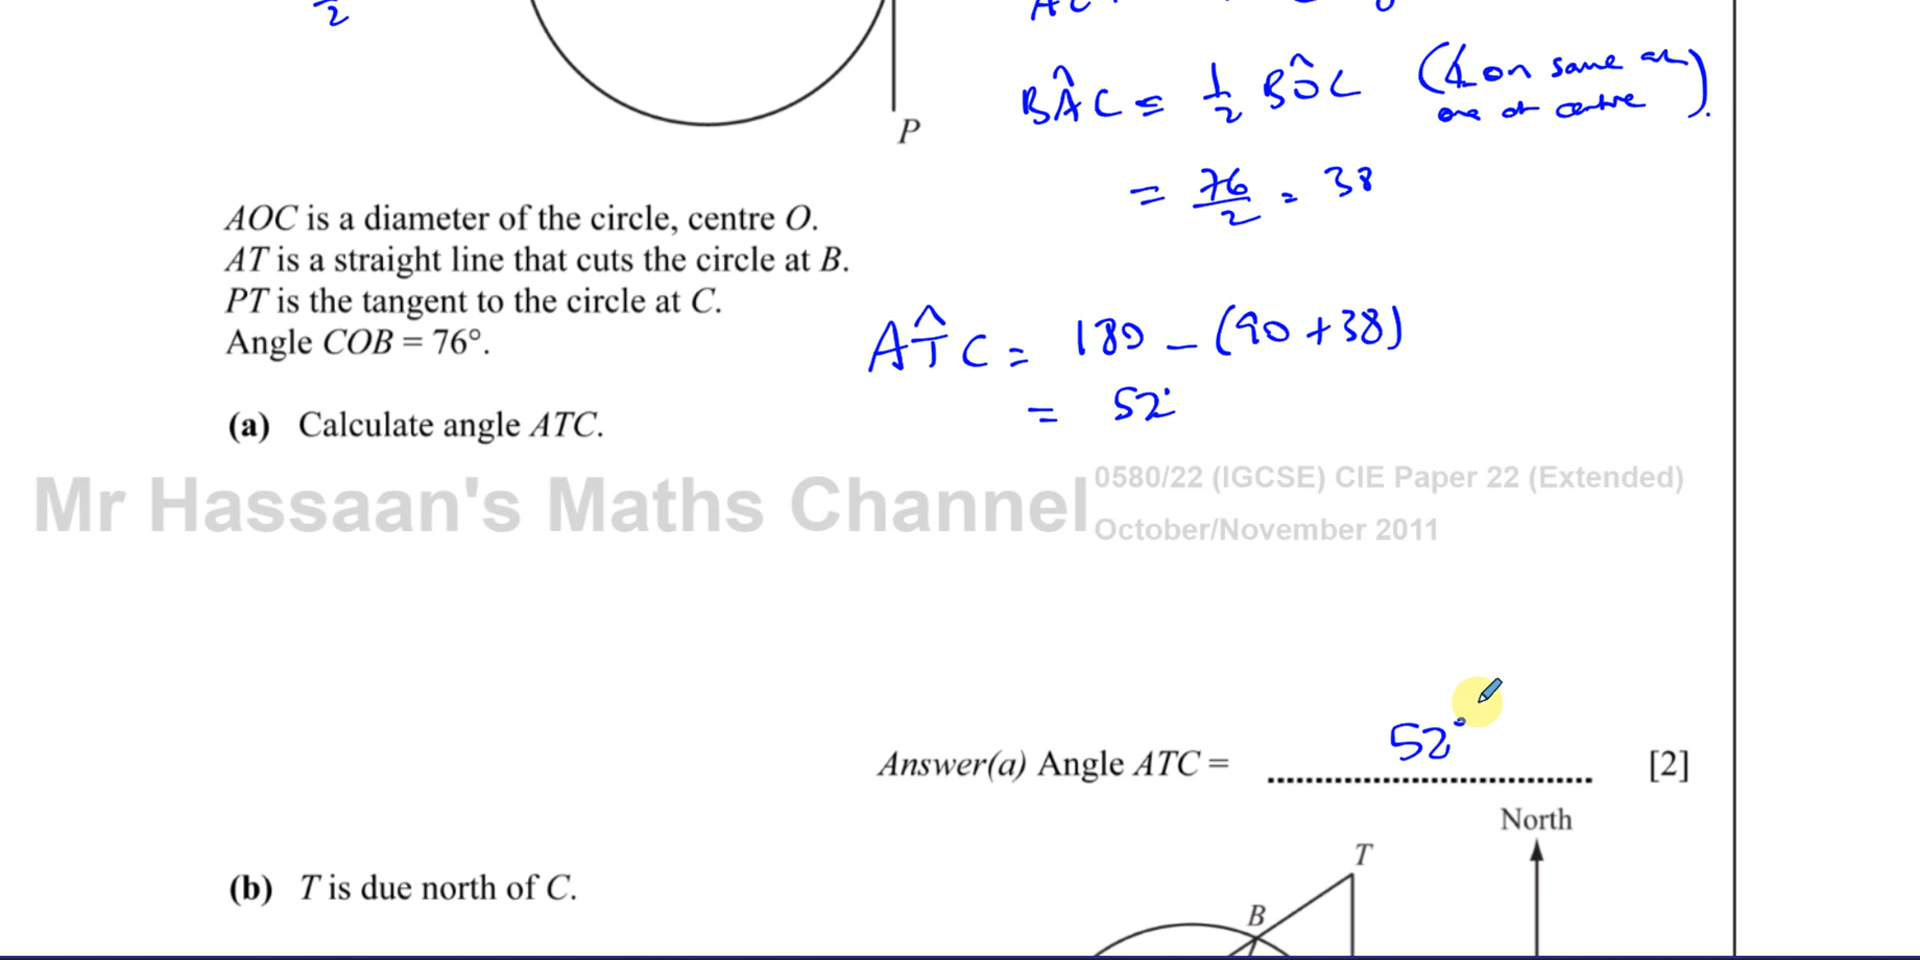 2
P
BÂC = 1/2 BÔC (∡ on same arc
one at centre).
= 76/2 = 38
AOC is a diameter of the circle, centre O.
AT is a straight line that cuts the circle at B.
PT is the tangent to the circle at C.
Angle COB = 76°.
AT̂C = 180 - (90 + 38)
= 52°
(a) Calculate angle ATC.
Mr Hassaan's Maths Channel
0580/22 (IGCSE) CIE Paper 22 (Extended)
October/November 2011
52°
Answer(a) Angle ATC = [2]
North
T
(b) T is due north of C.
B